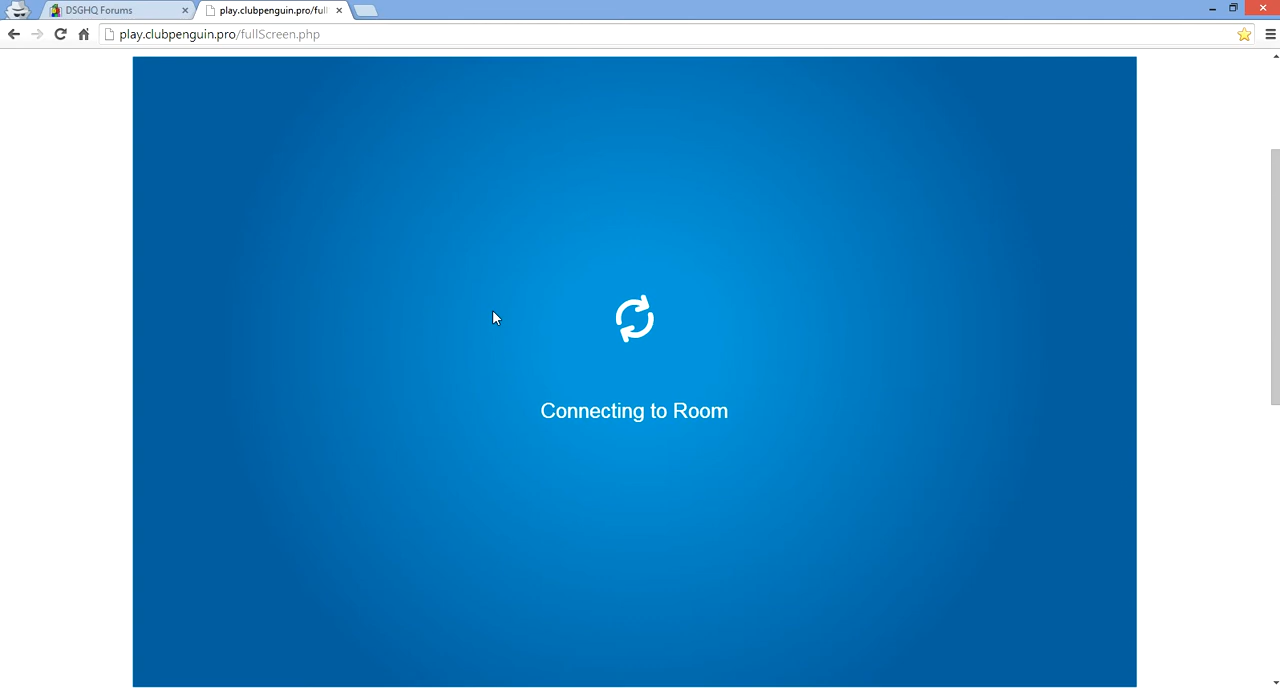 DSGHQ Forums
play.clubpenguin.pro/full
play.clubpenguin.pro/fullScreen.php
Connecting to Room